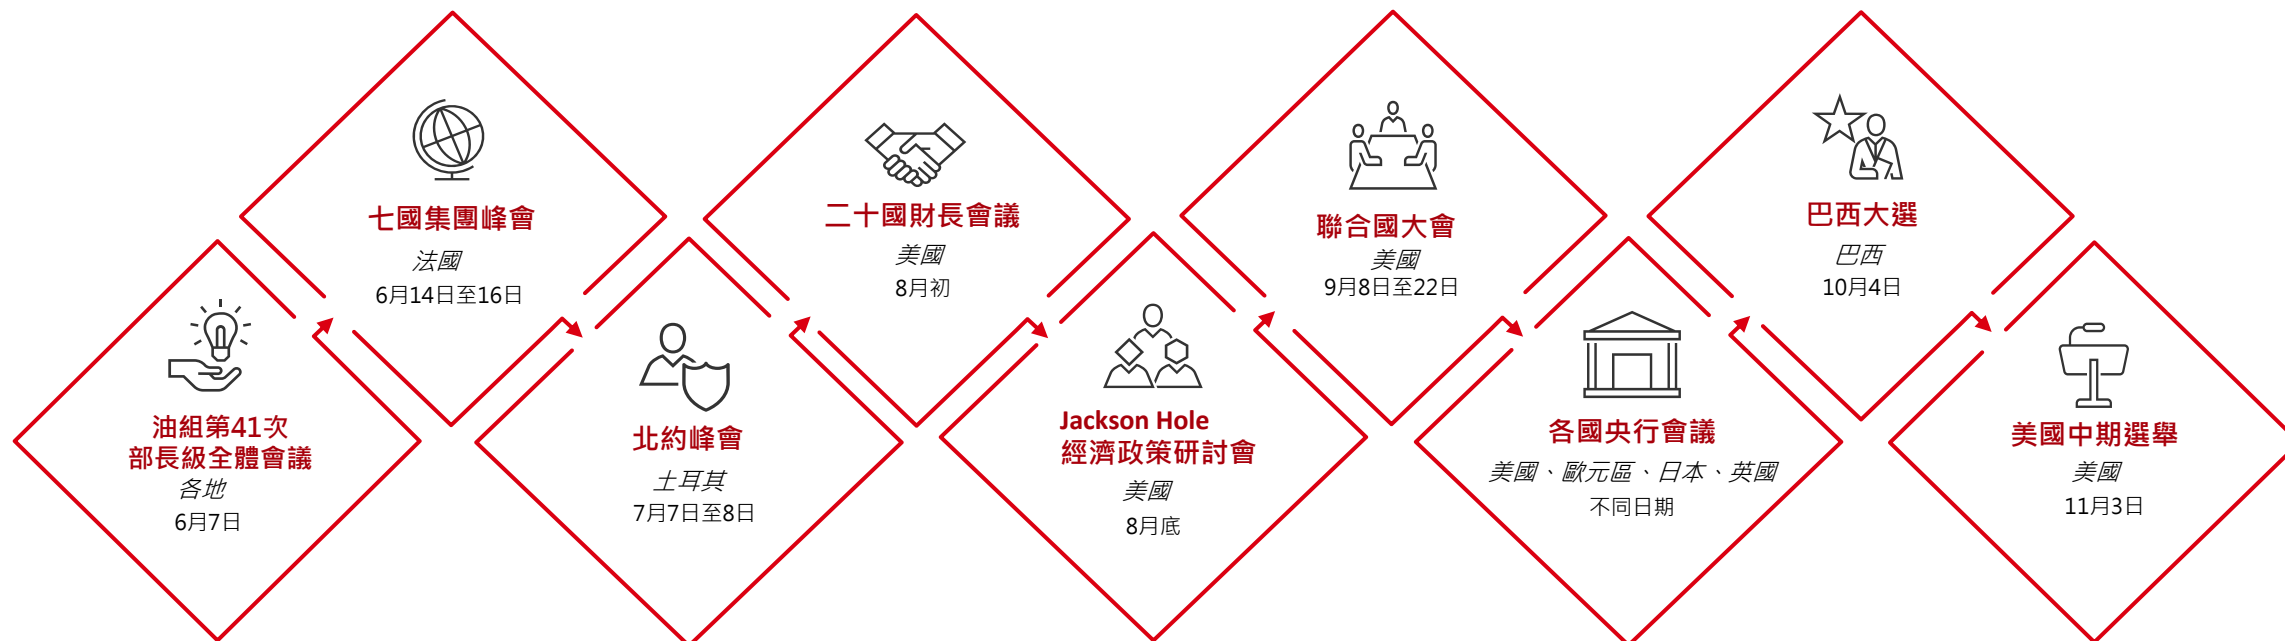 油組第41次
部長級全體會議
各地
6月7日
七國集團峰會
法國
6月14日至16日
北約峰會
土耳其
7月7日至8日
二十國財長會議
美國
8月初
Jackson Hole
經濟政策研討會
美國
8月底
聯合國大會
美國
9月8日至22日
各國央行會議
美國、歐元區、日本、英國
不同日期
巴西大選
巴西
10月4日
美國中期選舉
美國
11月3日